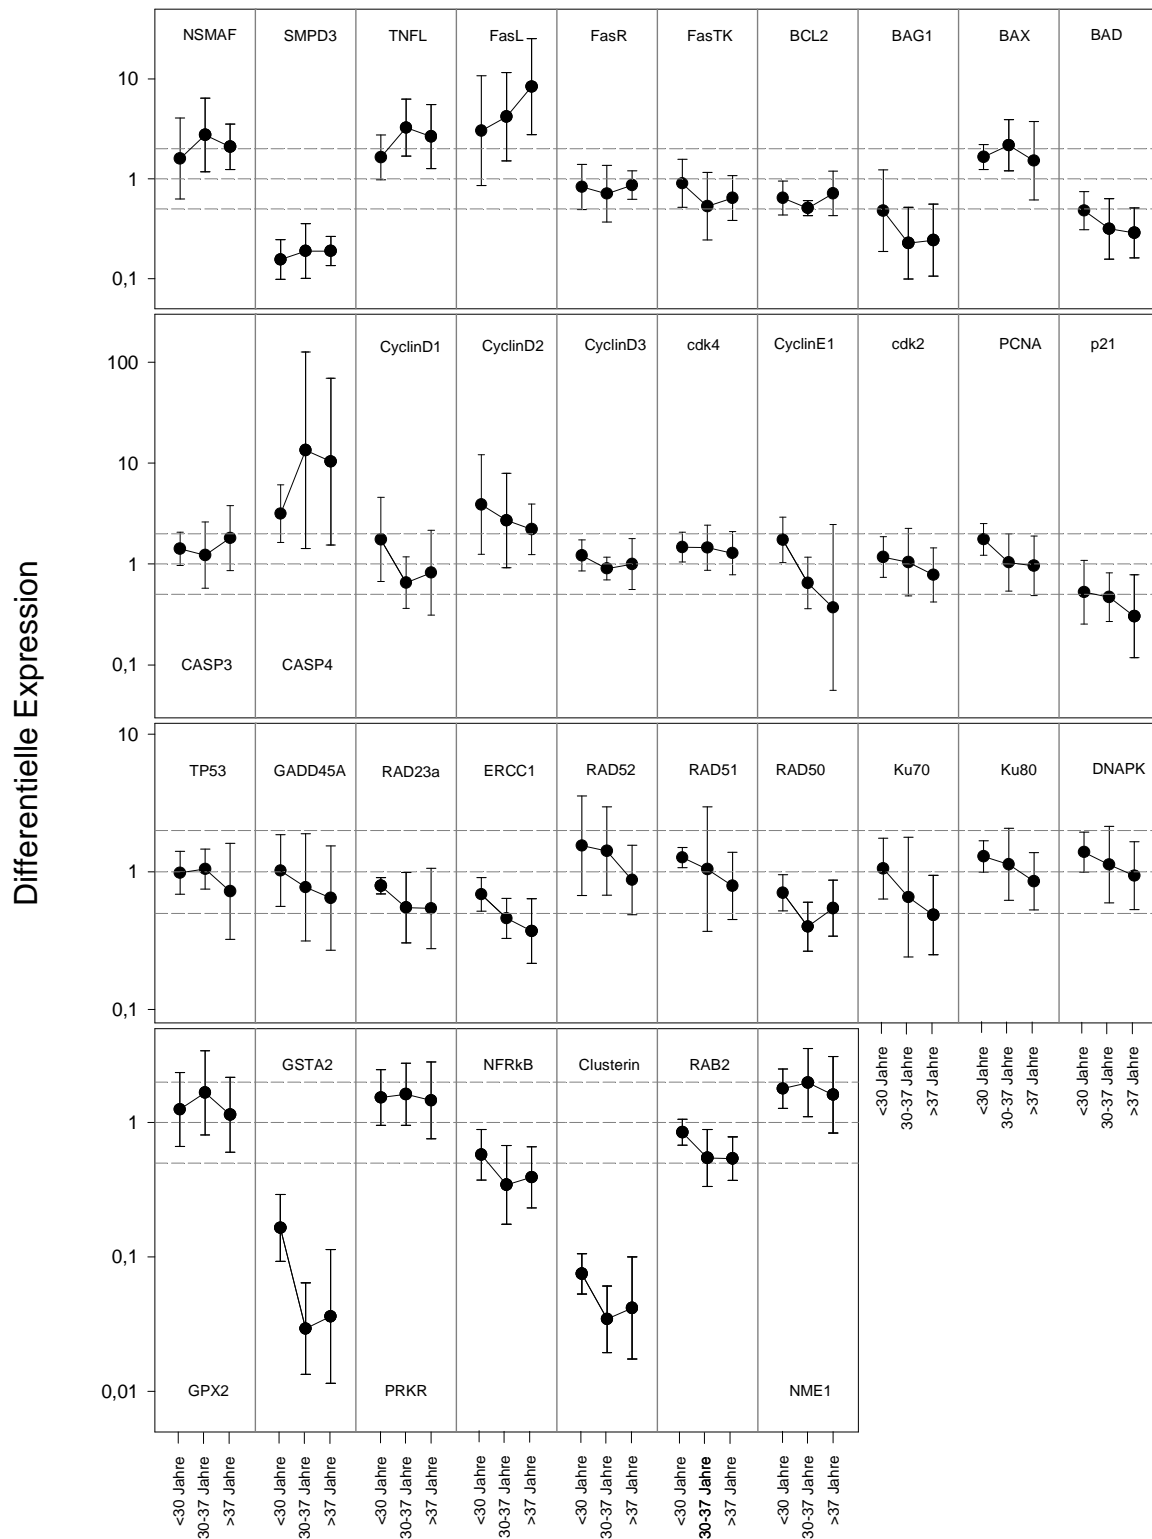 NSMAF SMPD3 TNFL FasL FasR FasTK BCL2 BAG1 BAX BAD
10
1
0,1
CyclinD1 CyclinD2 CyclinD3 cdk4 CyclinE1 cdk2 PCNA p21
100
10
1
0,1
CASP3 CASP4
Differentielle Expression
10
TP53 GADD45A RAD23a ERCC1 RAD52 RAD51 RAD50 Ku70 Ku80 DNAPK
1
0,1
<30 Jahre 30-37 Jahre >37 Jahre <30 Jahre 30-37 Jahre >37 Jahre <30 Jahre 30-37 Jahre >37 Jahre
GSTA2 NFRkB Clusterin RAB2
1
0,1
0,01
GPX2 PRKR NME1
<30 Jahre 30-37 Jahre >37 Jahre <30 Jahre 30-37 Jahre >37 Jahre <30 Jahre 30-37 Jahre >37 Jahre <30 Jahre 30-37 Jahre >37 Jahre <30 Jahre 30-37 Jahre >37 Jahre <30 Jahre 30-37 Jahre >37 Jahre <30 Jahre 30-37 Jahre >37 Jahre